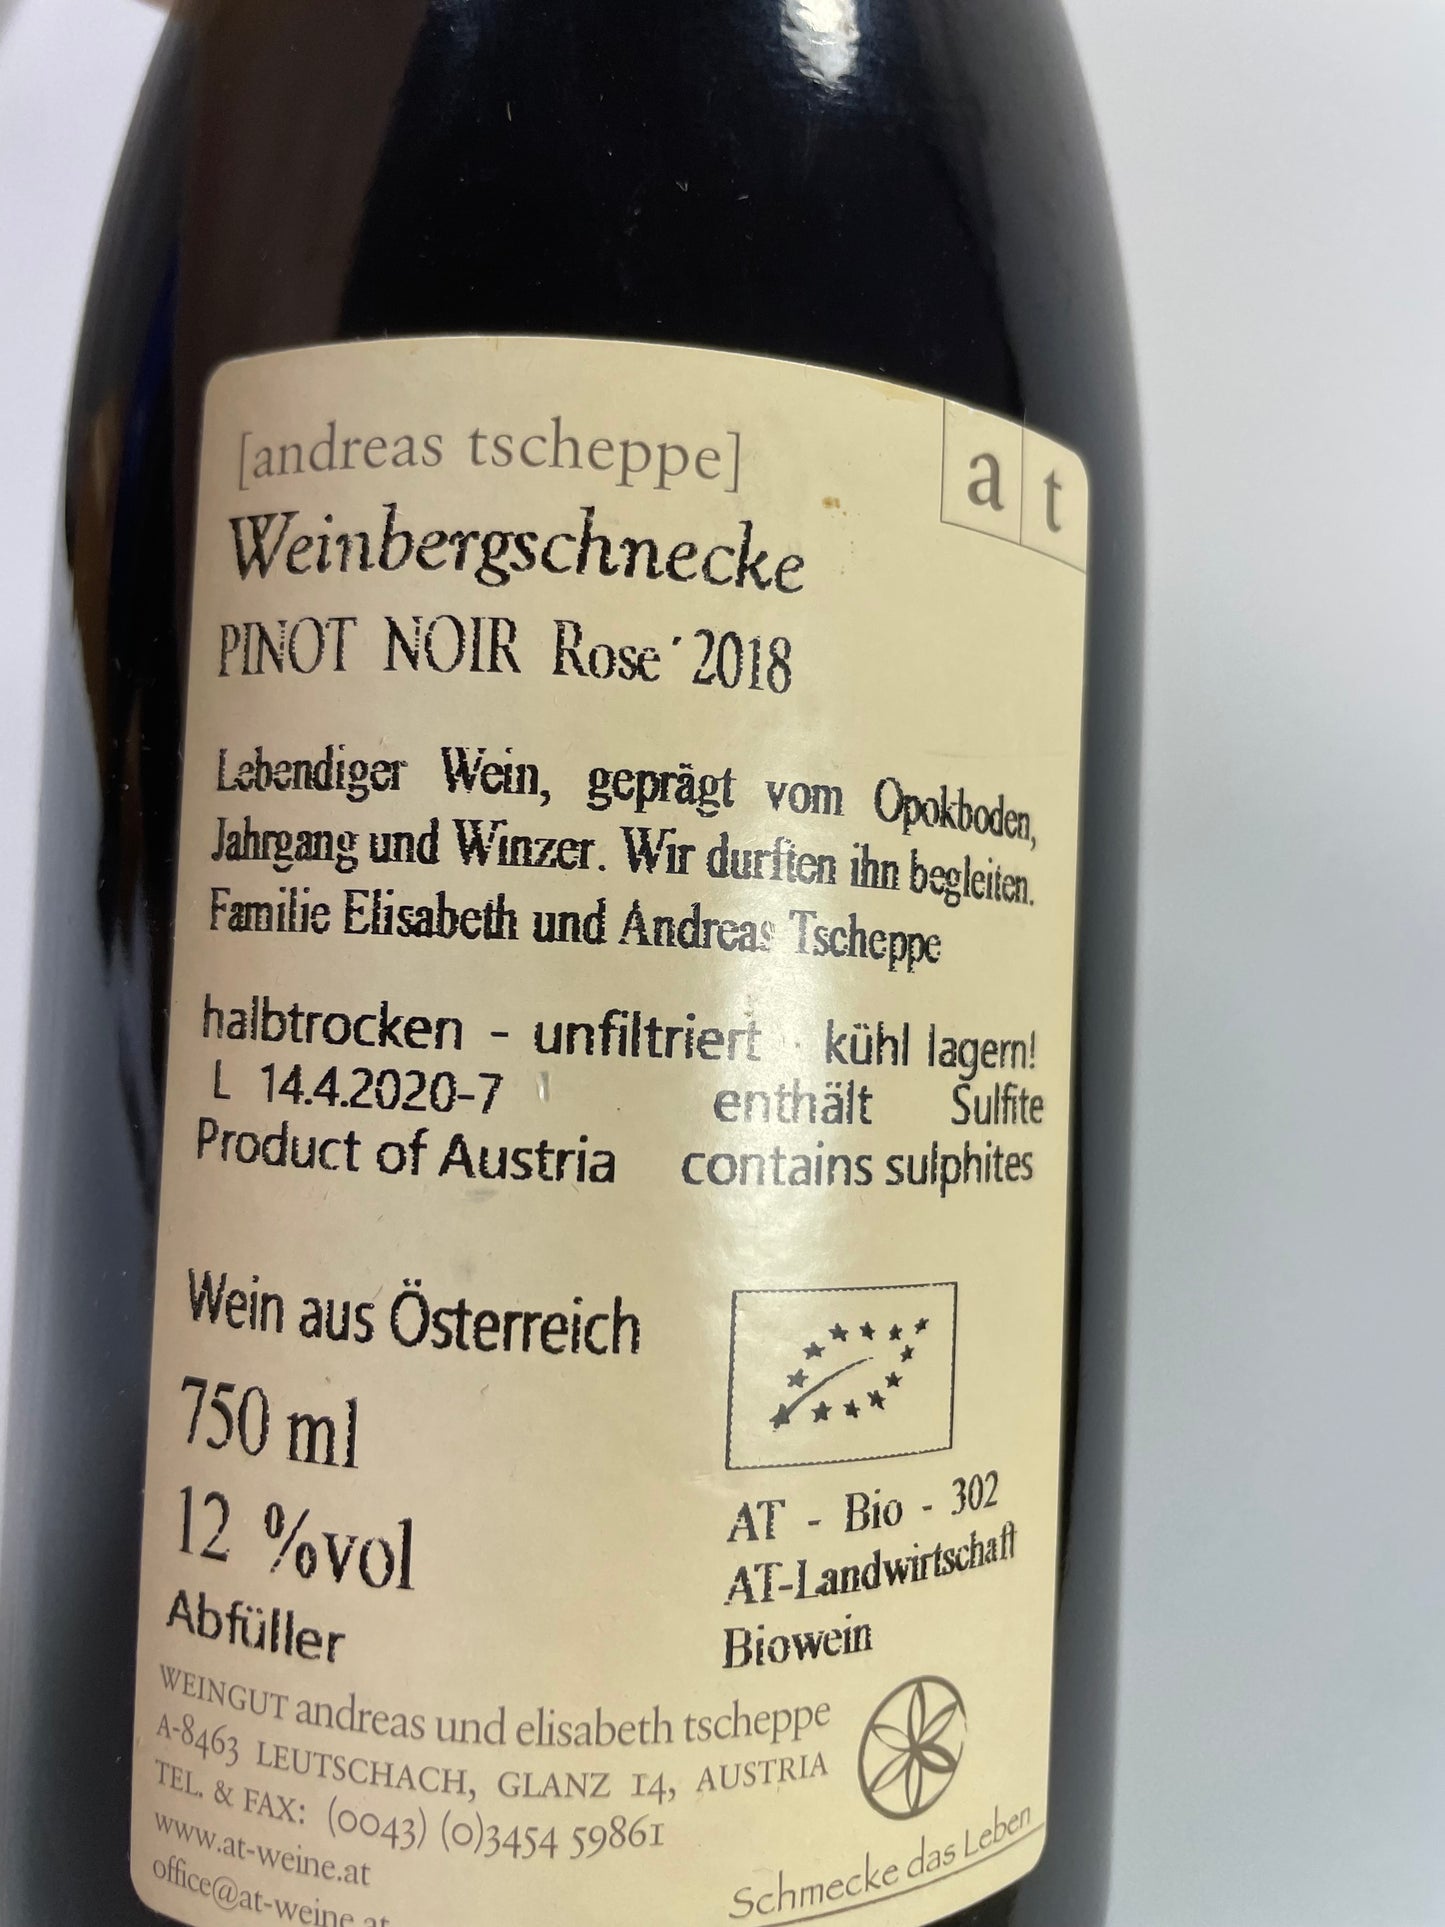 [andreas tscheppe]
a t
Weinbergschnecke
PINOT NOIR Rose´2018
Lebendiger Wein, geprägt vom Opokboden,
Jahrgang und Winzer. Wir durften ihn begleiten.
Familie Elisabeth und Andreas Tscheppe
halbtrocken - unfiltriert - kühl lagern!
L 14.4.2020-7 enthält Sulfite
Product of Austria contains sulphites
Wein aus Österreich
750 ml
12 %vol
AT - Bio - 302
AT-Landwirtschaft
Biowein
Abfüller
WEINGUT andreas und elisabeth tscheppe
A-8463 LEUTSCHACH, GLANZ 14, AUSTRIA
TEL. & FAX: (0043) (0)3454 59861
www.at-weine.at
office@at-weine.at
Schmecke das Leben